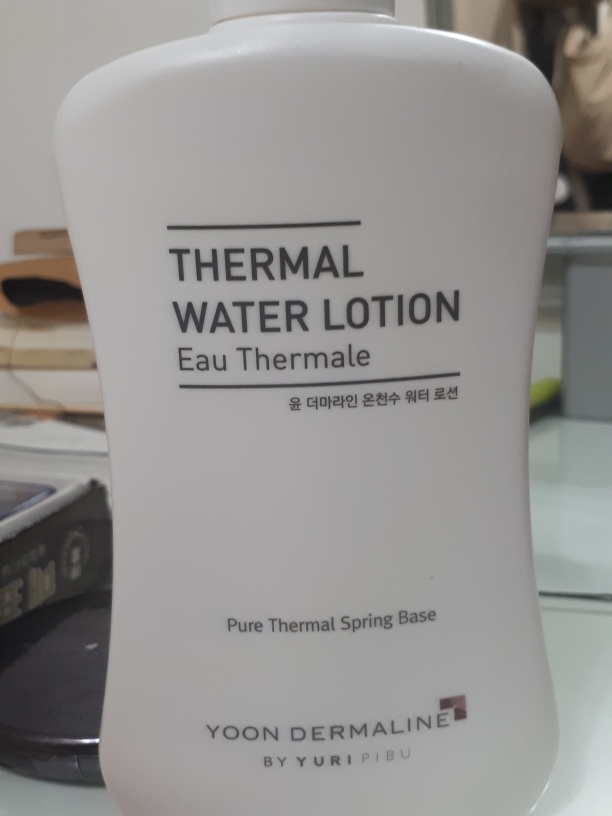 THERMAL
WATER LOTION
Eau Thermale
윤 더마라인 온천수 워터 로션
Pure Thermal Spring Base
YOON DERMALINE
BY YURI PIBU